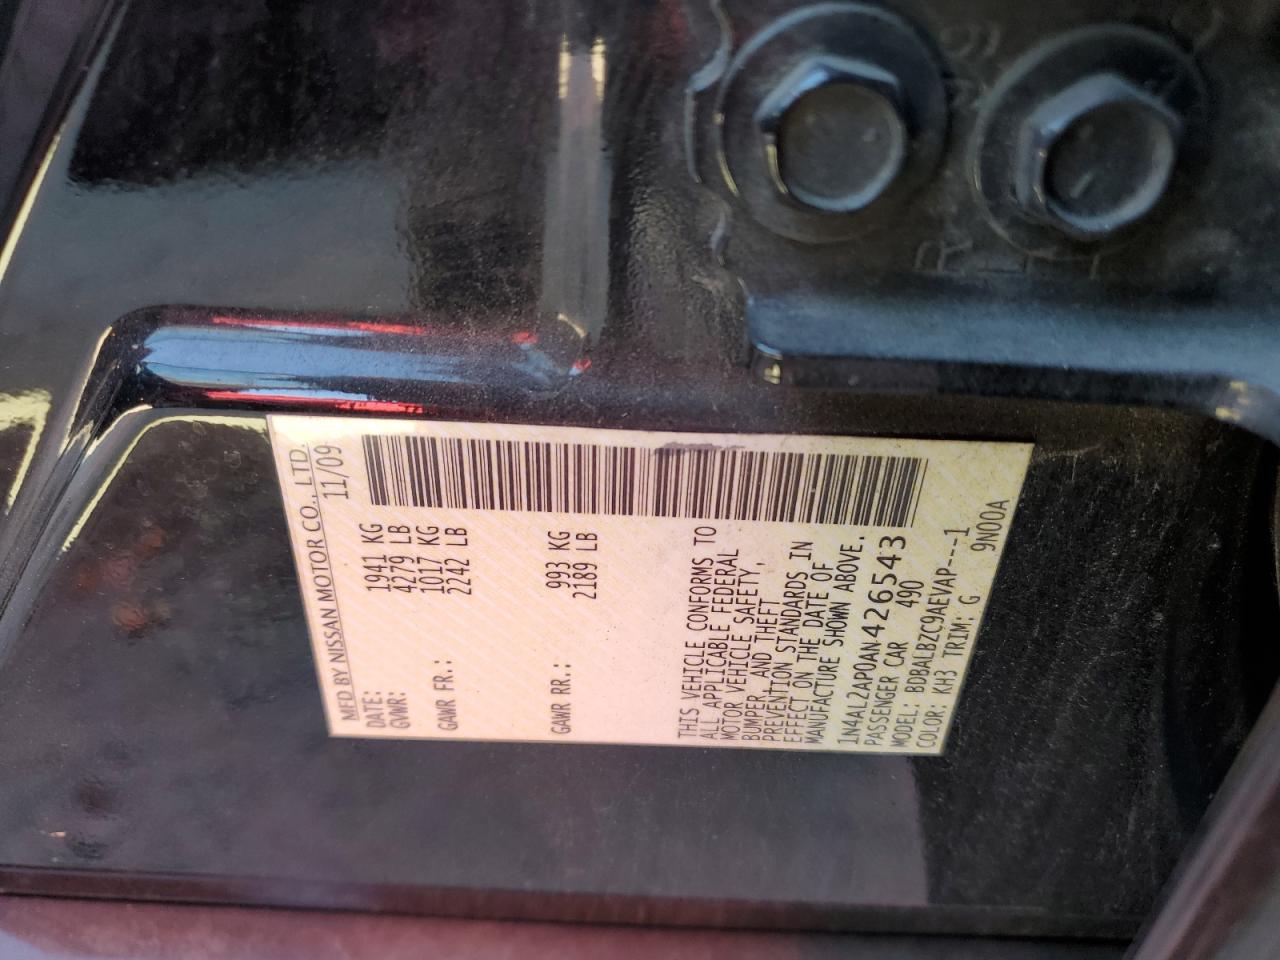 MFD BY NISSAN MOTOR CO., LTD.
DATE: 11/09
GVWR: 1941 KG
4279 LB
GAWR FR.: 1017 KG
2242 LB
GAWR RR.: 993 KG
2189 LB
THIS VEHICLE CONFORMS TO
ALL APPLICABLE FEDERAL
MOTOR VEHICLE SAFETY,
BUMPER, AND THEFT
PREVENTION STANDARDS IN
EFFECT ON THE DATE OF
MANUFACTURE SHOWN ABOVE.
1N4AL2AP0AN426543
PASSENGER CAR 490
MODEL: BDBALBZC9AEVAP---1
COLOR: KH3 TRIM: G 9N00A